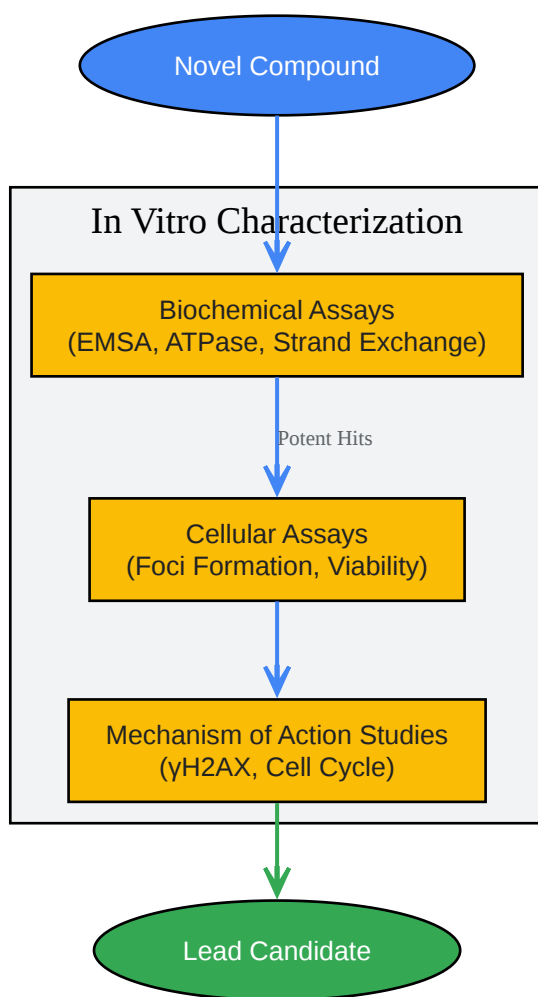 Novel Compound
In Vitro Characterization
Biochemical Assays
(EMSA, ATPase, Strand Exchange)
Potent Hits
Cellular Assays
(Foci Formation, Viability)
Mechanism of Action Studies
(γH2AX, Cell Cycle)
Lead Candidate